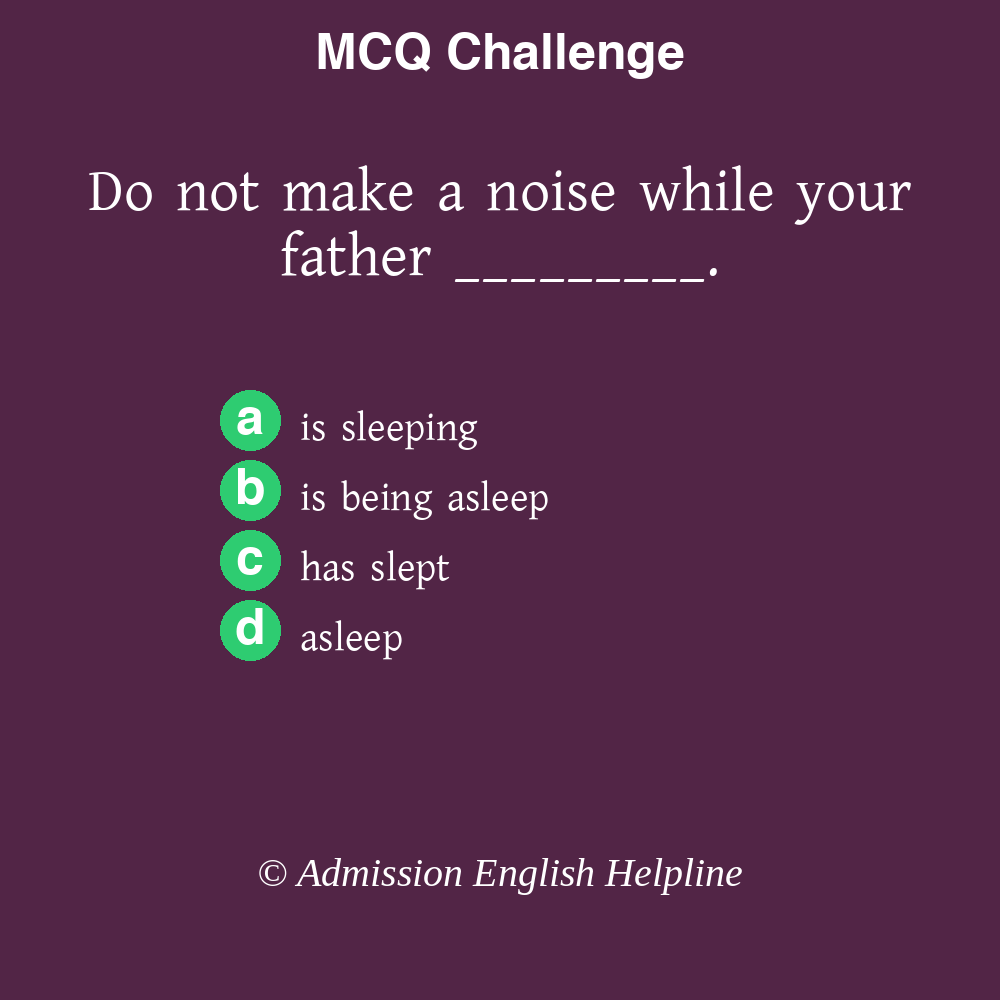 MCQ Challenge
Do not make a noise while your
father _________.
a is sleeping
b is being asleep
c has slept
d asleep
© Admission English Helpline